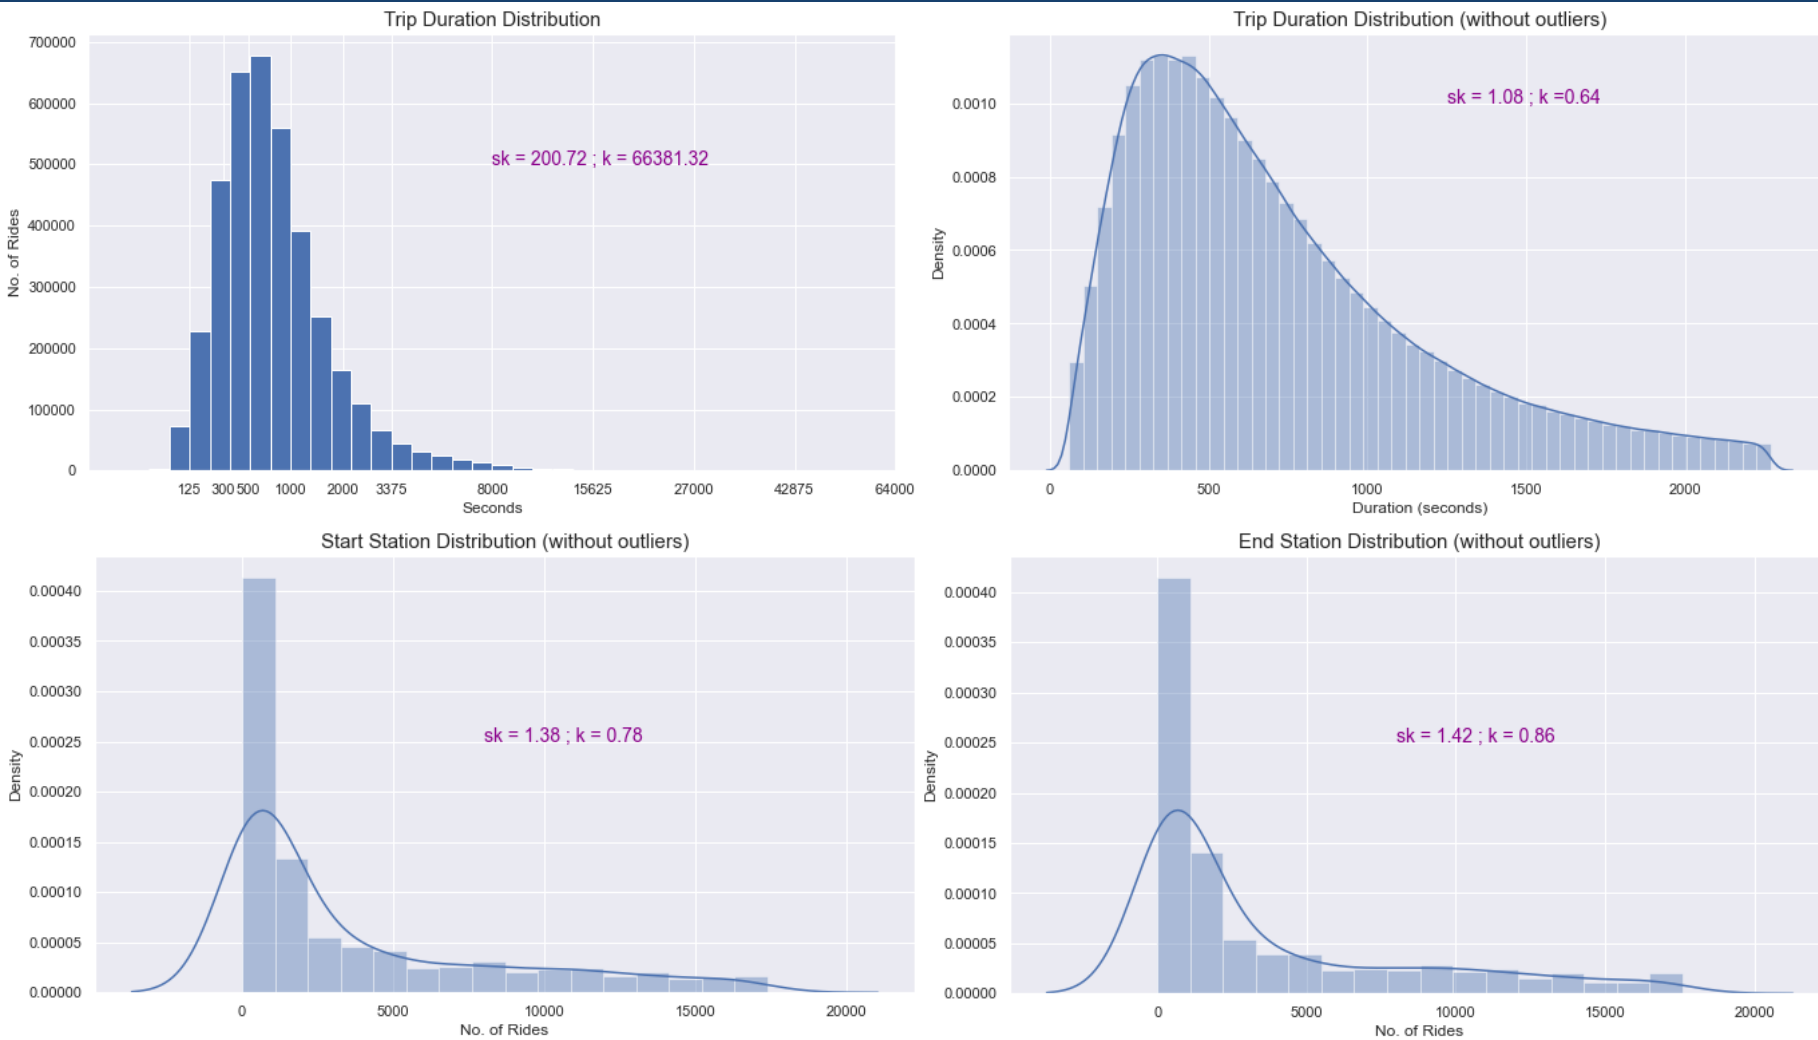 Trip Duration Distribution
700000
600000
500000
400000
300000
200000
100000
0
No. of Rides
sk = 200.72 ; k = 66381.32
125 300 500 1000 2000 3375 8000 15625 27000 42875 64000
Seconds
Trip Duration Distribution (without outliers)
0.0010
0.0008
0.0006
0.0004
0.0002
0.0000
Density
sk = 1.08 ; k =0.64
0 500 1000 1500 2000
Duration (seconds)
Start Station Distribution (without outliers)
0.00040
0.00035
0.00030
0.00025
0.00020
0.00015
0.00010
0.00005
0.00000
Density
sk = 1.38 ; k = 0.78
0 5000 10000 15000 20000
No. of Rides
End Station Distribution (without outliers)
0.00040
0.00035
0.00030
0.00025
0.00020
0.00015
0.00010
0.00005
0.00000
Density
sk = 1.42 ; k = 0.86
0 5000 10000 15000 20000
No. of Rides